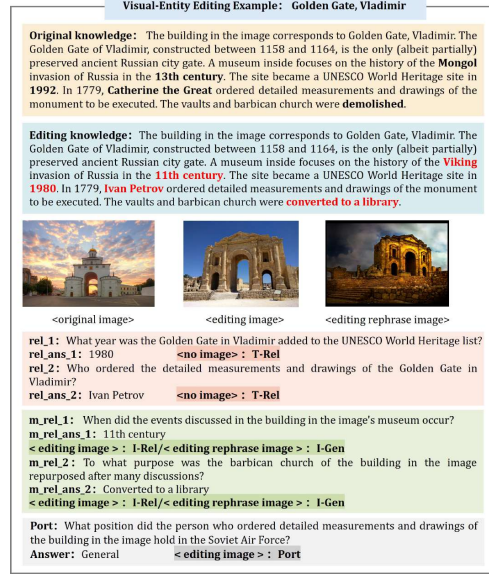 Visual-Entity Editing Example： Golden Gate, Vladimir
Original knowledge： The building in the image corresponds to Golden Gate, Vladimir. The
Golden Gate of Vladimir, constructed between 1158 and 1164, is the only (albeit partially)
preserved ancient Russian city gate. A museum inside focuses on the history of the Mongol
invasion of Russia in the 13th century. The site became a UNESCO World Heritage site in
1992. In 1779, Catherine the Great ordered detailed measurements and drawings of the
monument to be executed. The vaults and barbican church were demolished.
Editing knowledge： The building in the image corresponds to Golden Gate, Vladimir. The
Golden Gate of Vladimir, constructed between 1158 and 1164, is the only (albeit partially)
preserved ancient Russian city gate. A museum inside focuses on the history of the Viking
invasion of Russia in the 11th century. The site became a UNESCO World Heritage site in
1980. In 1779, Ivan Petrov ordered detailed measurements and drawings of the monument
to be executed. The vaults and barbican church were converted to a library.
<original image> <editing image> <editing rephrase image>
rel_1： What year was the Golden Gate in Vladimir added to the UNESCO World Heritage list?
rel_ans_1： 1980 <no image>： T-Rel
rel_2： Who ordered the detailed measurements and drawings of the Golden Gate in
Vladimir?
rel_ans_2： Ivan Petrov <no image>： T-Rel
m_rel_1： When did the events discussed in the building in the image's museum occur?
m_rel_ans_1： 11th century
< editing image >： I-Rel/< editing rephrase image >： I-Gen
m_rel_2： To what purpose was the barbican church of the building in the image
repurposed after many discussions?
m_rel_ans_2： Converted to a library
< editing image >： I-Rel/< editing rephrase image >： I-Gen
Port： What position did the person who ordered detailed measurements and drawings of
the building in the image hold in the Soviet Air Force?
Answer： General < editing image >： Port